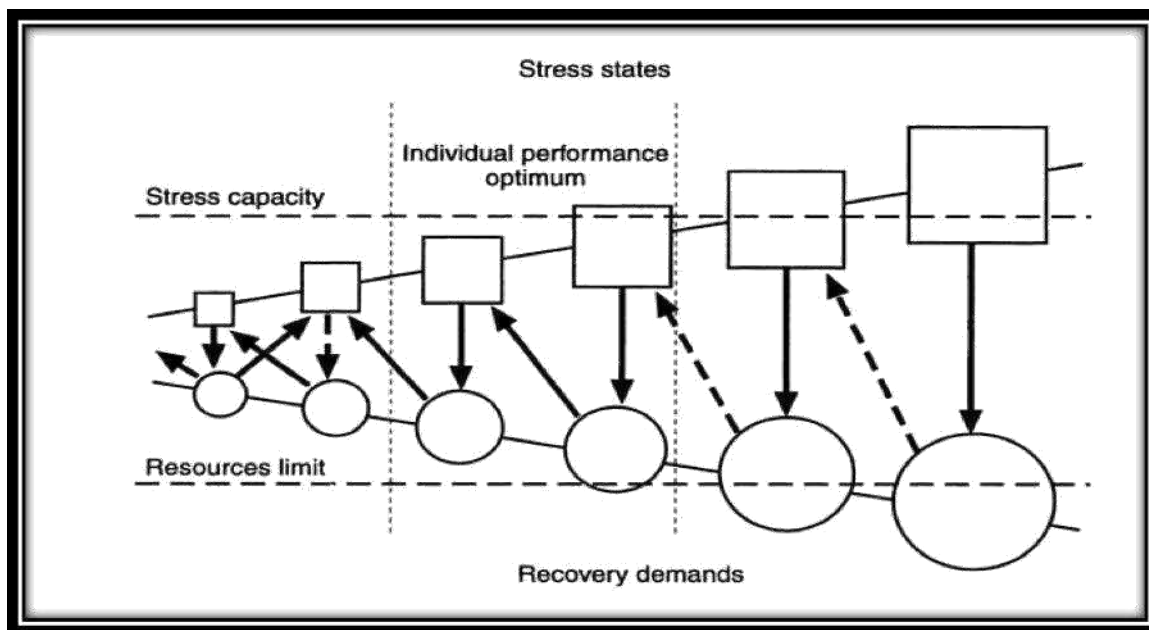 Stress states
Individual performance
optimum
Stress capacity
Resources limit
Recovery demands